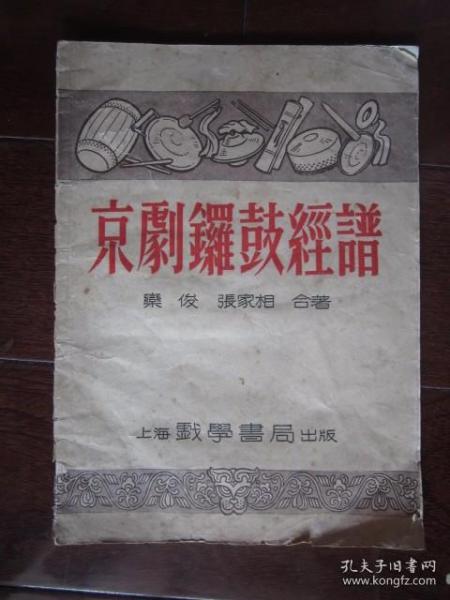 京劇鑼鼓經譜
欒俊 張家相 合著
上海戲學書局出版
孔夫子旧书网
www.kongfz.com